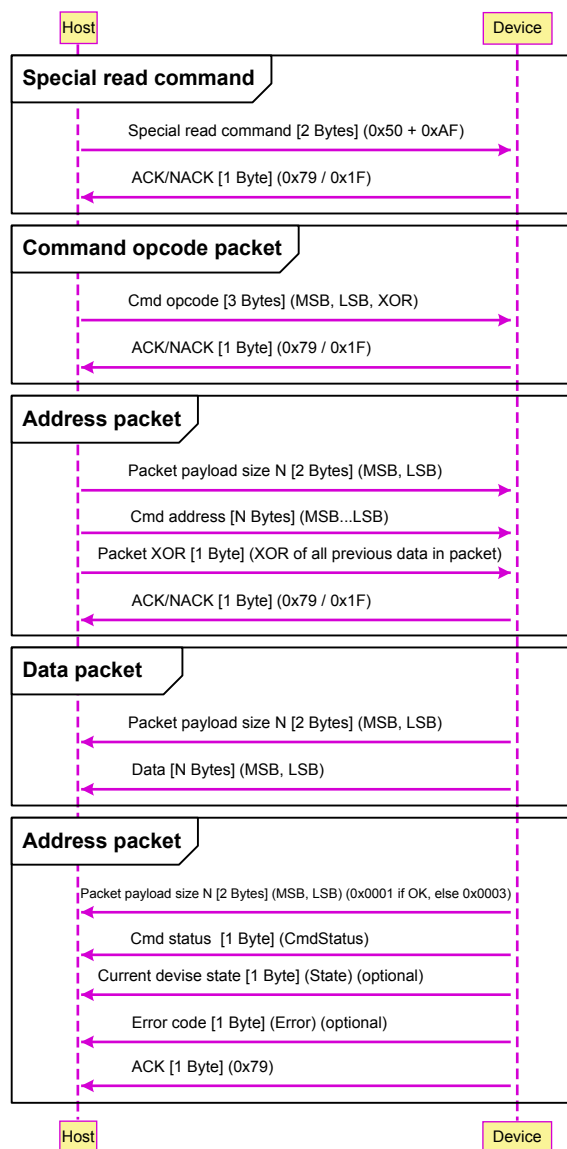 Host Device
Special read command
Special read command [2 Bytes] (0x50 + 0xAF)
ACK/NACK [1 Byte] (0x79 / 0x1F)
Command opcode packet
Cmd opcode [3 Bytes] (MSB, LSB, XOR)
ACK/NACK [1 Byte] (0x79 / 0x1F)
Address packet
Packet payload size N [2 Bytes] (MSB, LSB)
Cmd address [N Bytes] (MSB...LSB)
Packet XOR [1 Byte] (XOR of all previous data in packet)
ACK/NACK [1 Byte] (0x79 / 0x1F)
Data packet
Packet payload size N [2 Bytes] (MSB, LSB)
Data [N Bytes] (MSB, LSB)
Address packet
Packet payload size N [2 Bytes] (MSB, LSB) (0x0001 if OK, else 0x0003)
Cmd status [1 Byte] (CmdStatus)
Current devise state [1 Byte] (State) (optional)
Error code [1 Byte] (Error) (optional)
ACK [1 Byte] (0x79)
Host Device